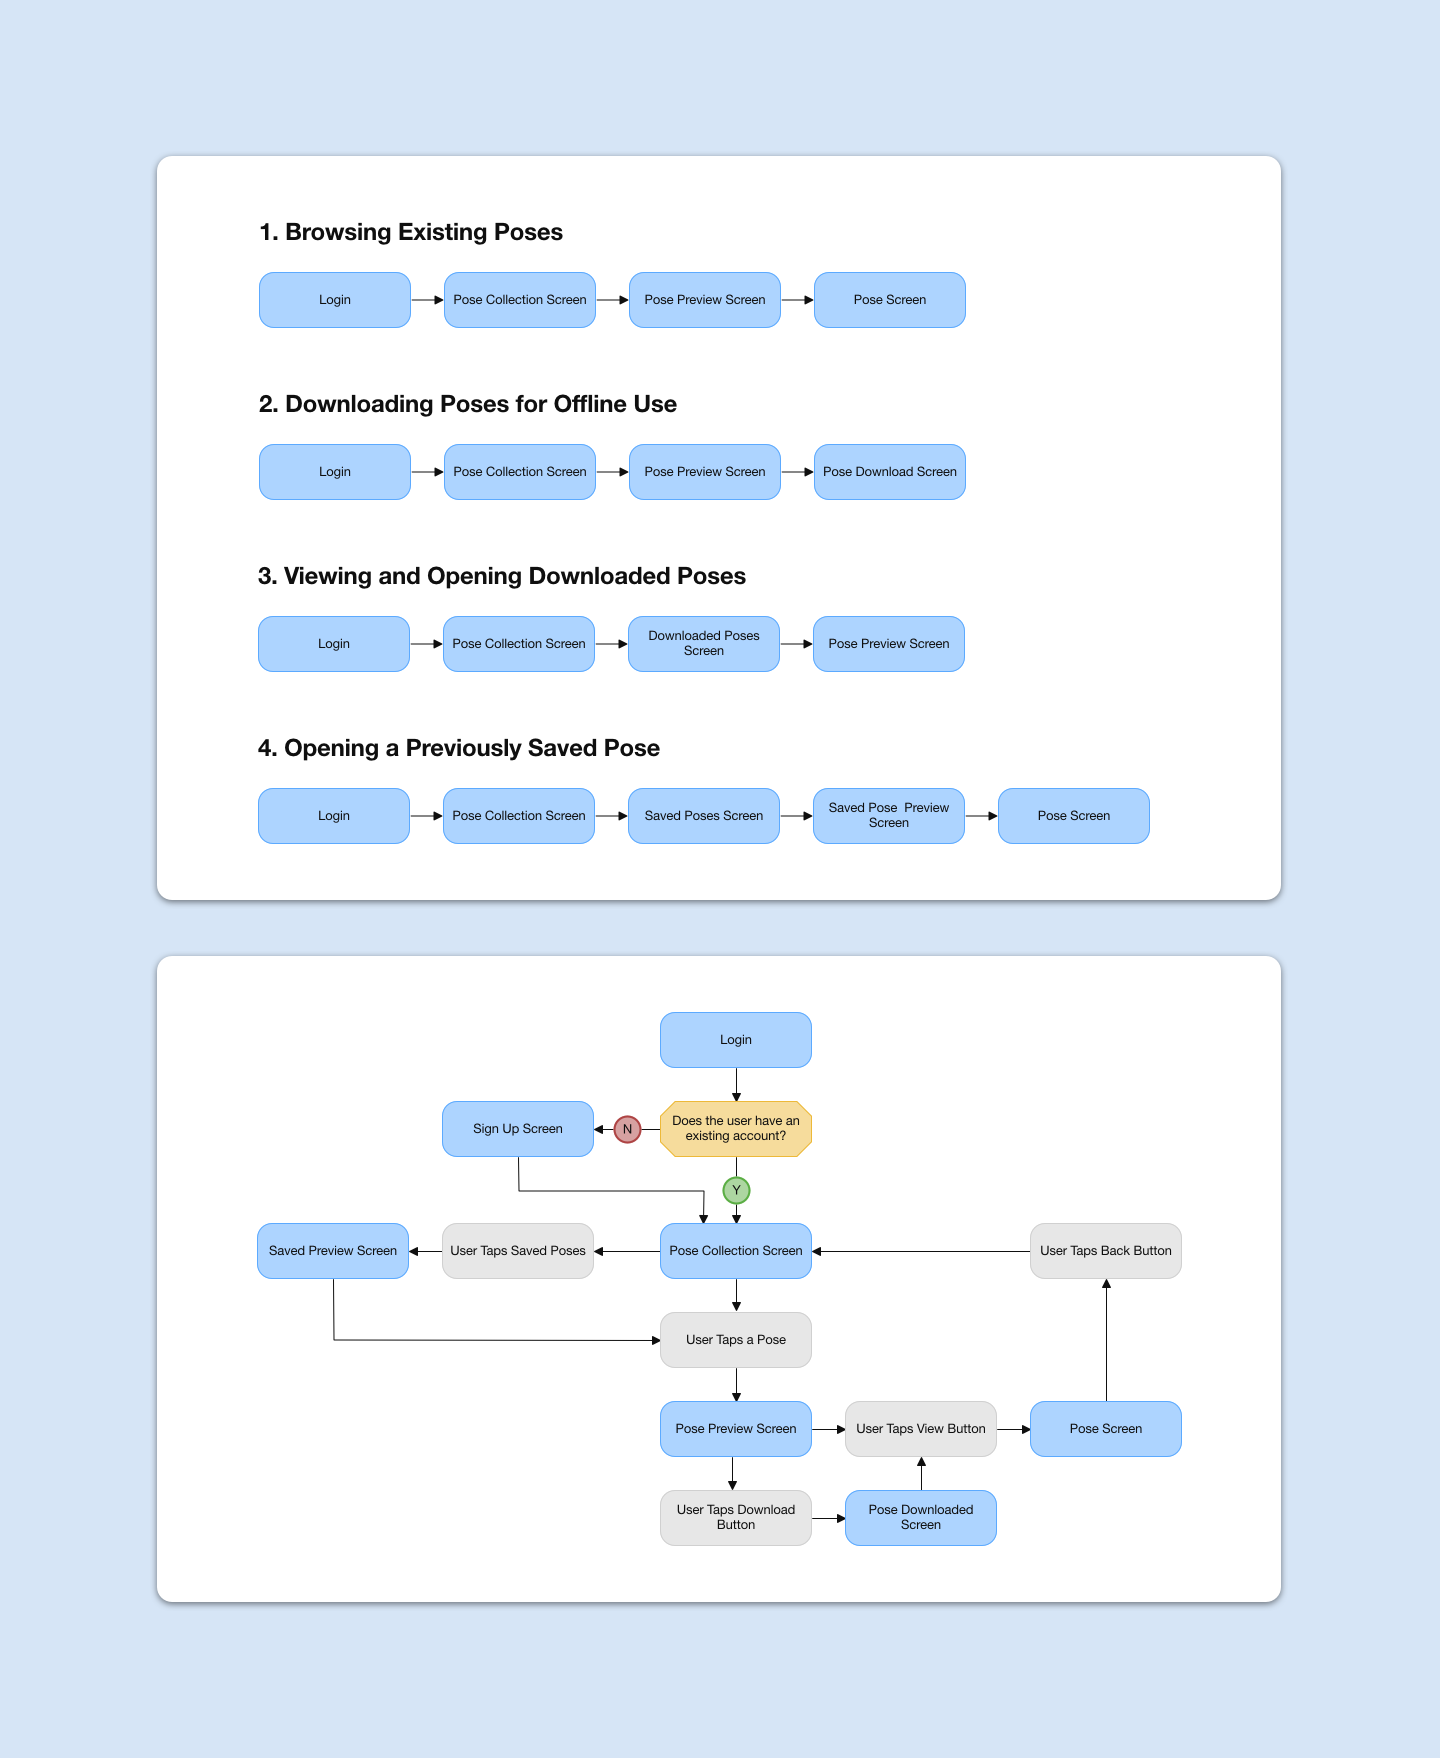 1. Browsing Existing Poses
Login
Pose Collection Screen
Pose Preview Screen
Pose Screen
2. Downloading Poses for Offline Use
Login
Pose Collection Screen
Pose Preview Screen
Pose Download Screen
3. Viewing and Opening Downloaded Poses
Login
Pose Collection Screen
Downloaded Poses
Screen
Pose Preview Screen
4. Opening a Previously Saved Pose
Login
Pose Collection Screen
Saved Poses Screen
Saved Pose  Preview
Screen
Pose Screen
Login
Sign Up Screen
N
Does the user have an
existing account?
Y
Saved Preview Screen
User Taps Saved Poses
Pose Collection Screen
User Taps Back Button
User Taps a Pose
Pose Preview Screen
User Taps View Button
Pose Screen
User Taps Download
Button
Pose Downloaded
Screen